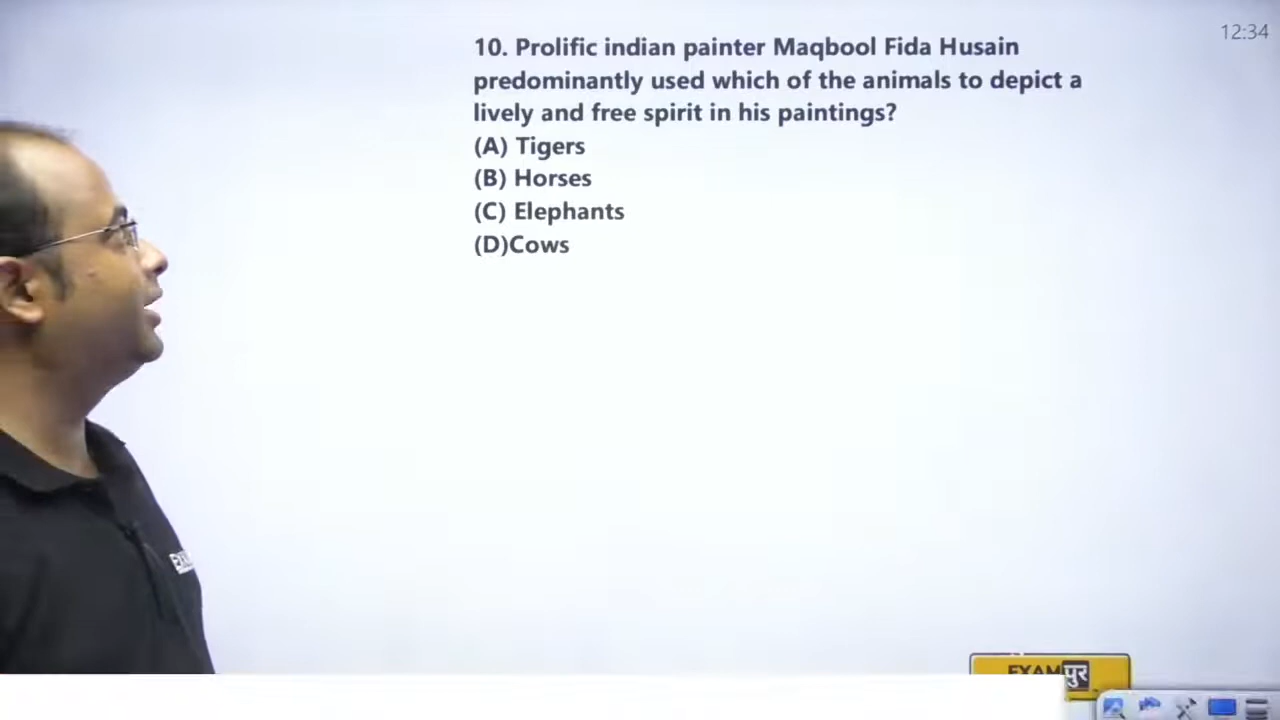 12:34
10. Prolific indian painter Maqbool Fida Husain
predominantly used which of the animals to depict a
lively and free spirit in his paintings?
(A) Tigers
(B) Horses
(C) Elephants
(D)Cows
EXAMपुर